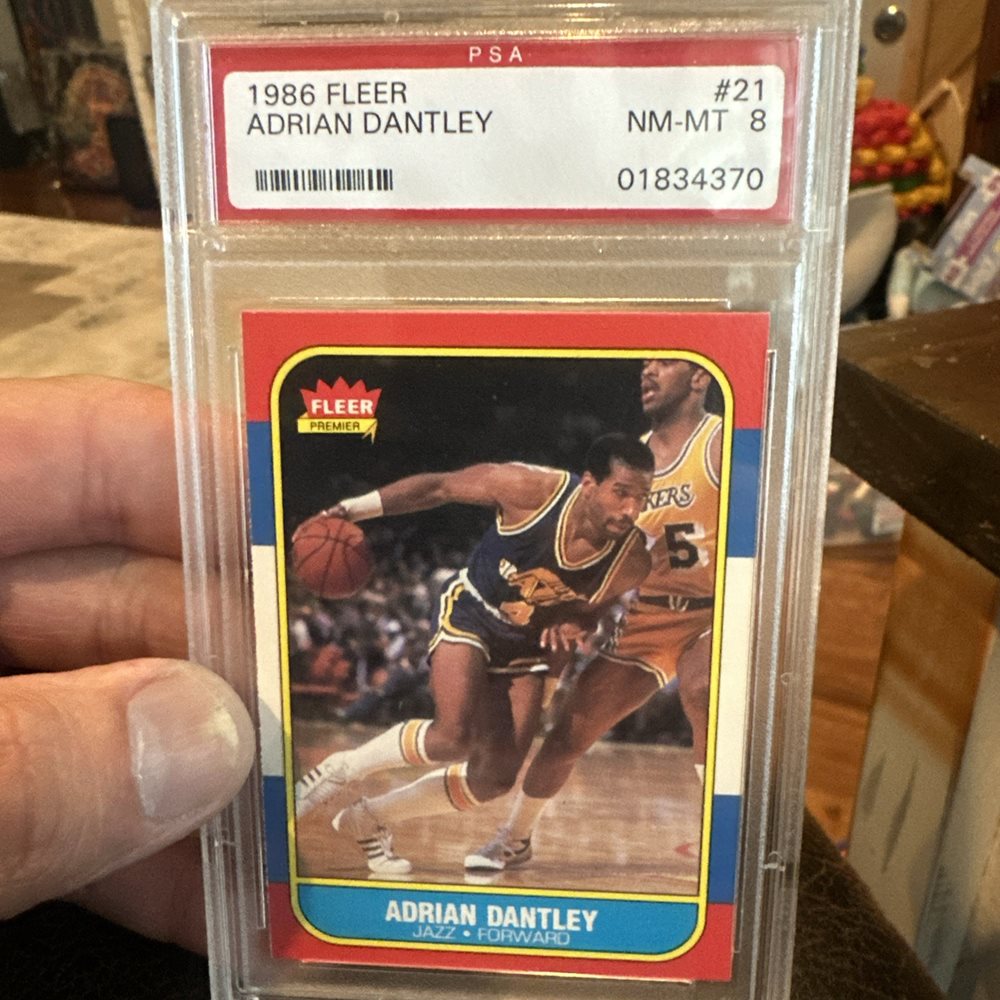 PSA
1986 FLEER #21
ADRIAN DANTLEY NM-MT 8
01834370
FLEER
PREMIER
KERS
5
ADRIAN DANTLEY
JAZZ • FORWARD